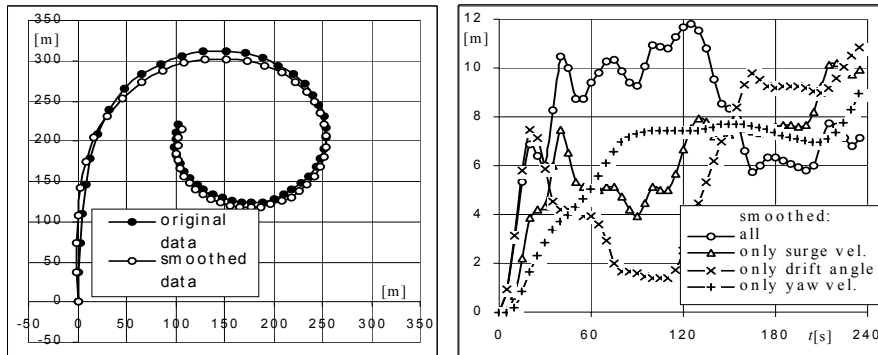 350
[m]
300
250
200
150
100
50
0
-50
-50 0 50 100 150 200 250 300 350
[m]
original
data
smoothed
data
12
[m]
10
8
6
4
2
0
0 60 120 180 240
t[s]
smoothed:
all
only surge vel.
only drift angle
only yaw vel.